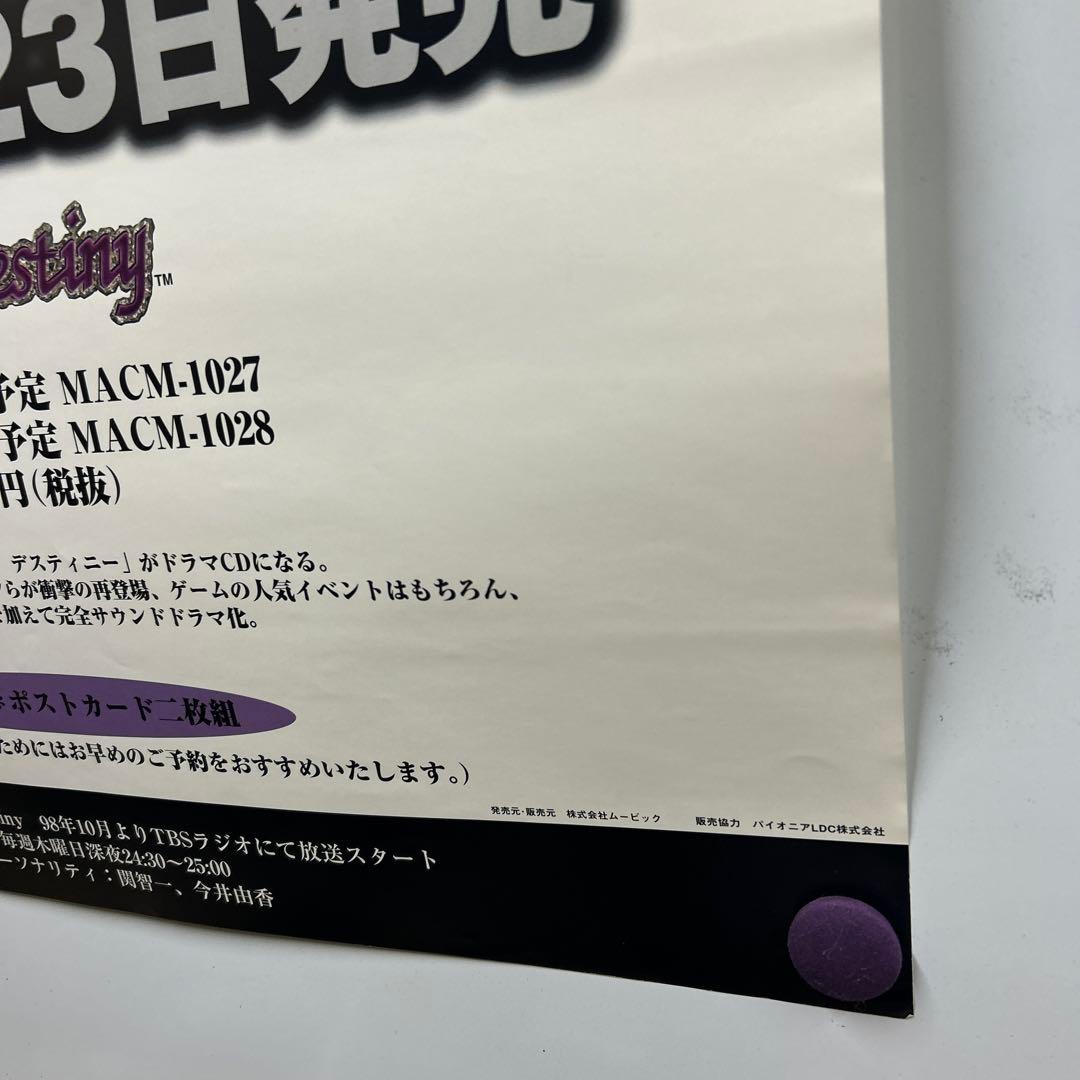 23日発売
estiny™
予定 MACM-1027
予定 MACM-1028
円(税抜)
デスティニー」がドラマCDになる。
らが衝撃の再登場、ゲームの人気イベントはもちろん、
加えて完全サウンドドラマ化。
ポストカード二枚組
ためにはお早めのご予約をおすすめいたします。)
発売元・販売元 株式会社ムービック 販売協力 パイオニアLDC株式会社
iny 98年10月よりTBSラジオにて放送スタート
毎週木曜日深夜24:30〜25:00
ーソナリティ:関智一、今井由香